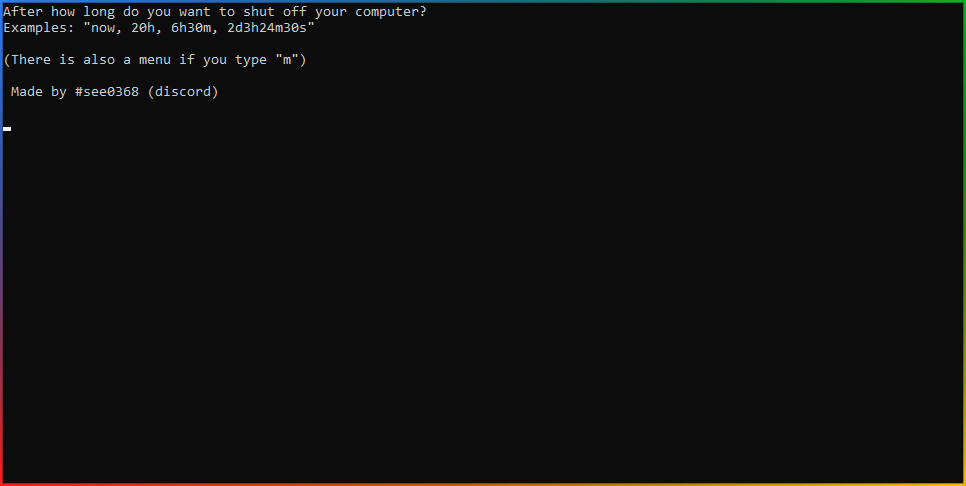 After how long do you want to shut off your computer?
Examples: "now, 20h, 6h30m, 2d3h24m30s"
(There is also a menu if you type "m")
Made by #see0368 (discord)